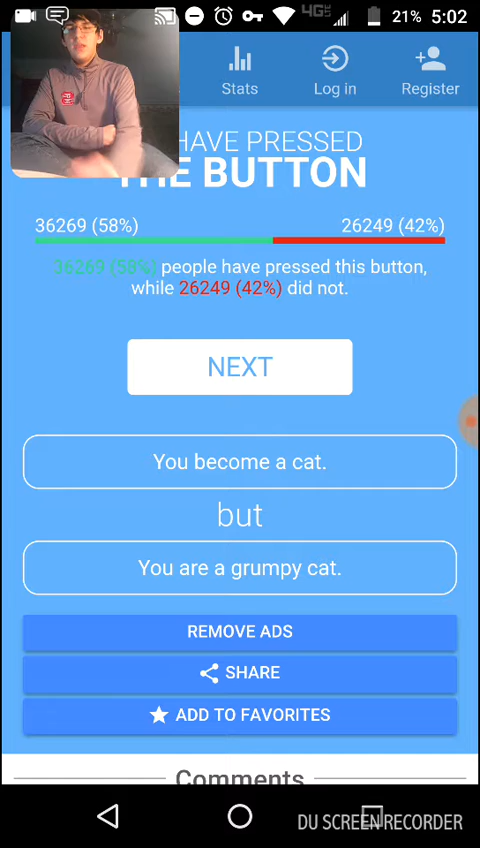 4G
21% 5:02
Stats
Log in
Register
HAVE PRESSED
THE BUTTON
36269 (58%)
26249 (42%)
36269 (58%) people have pressed this button,
while 26249 (42%) did not.
NEXT
You become a cat.
but
You are a grumpy cat.
REMOVE ADS
SHARE
ADD TO FAVORITES
Comments
DU SCREEN RECORDER